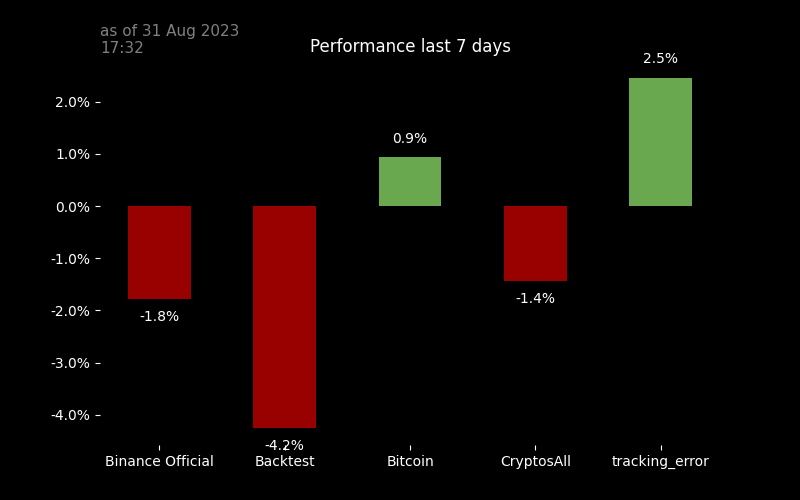 as of 31 Aug 2023
17:32
Performance last 7 days
2.5%
2.0%
1.0%
0.9%
0.0%
-1.0%
-1.4%
-1.8%
-2.0%
-3.0%
-4.0%
-4.2%
Binance Official
Backtest
Bitcoin
CryptosAll
tracking_error